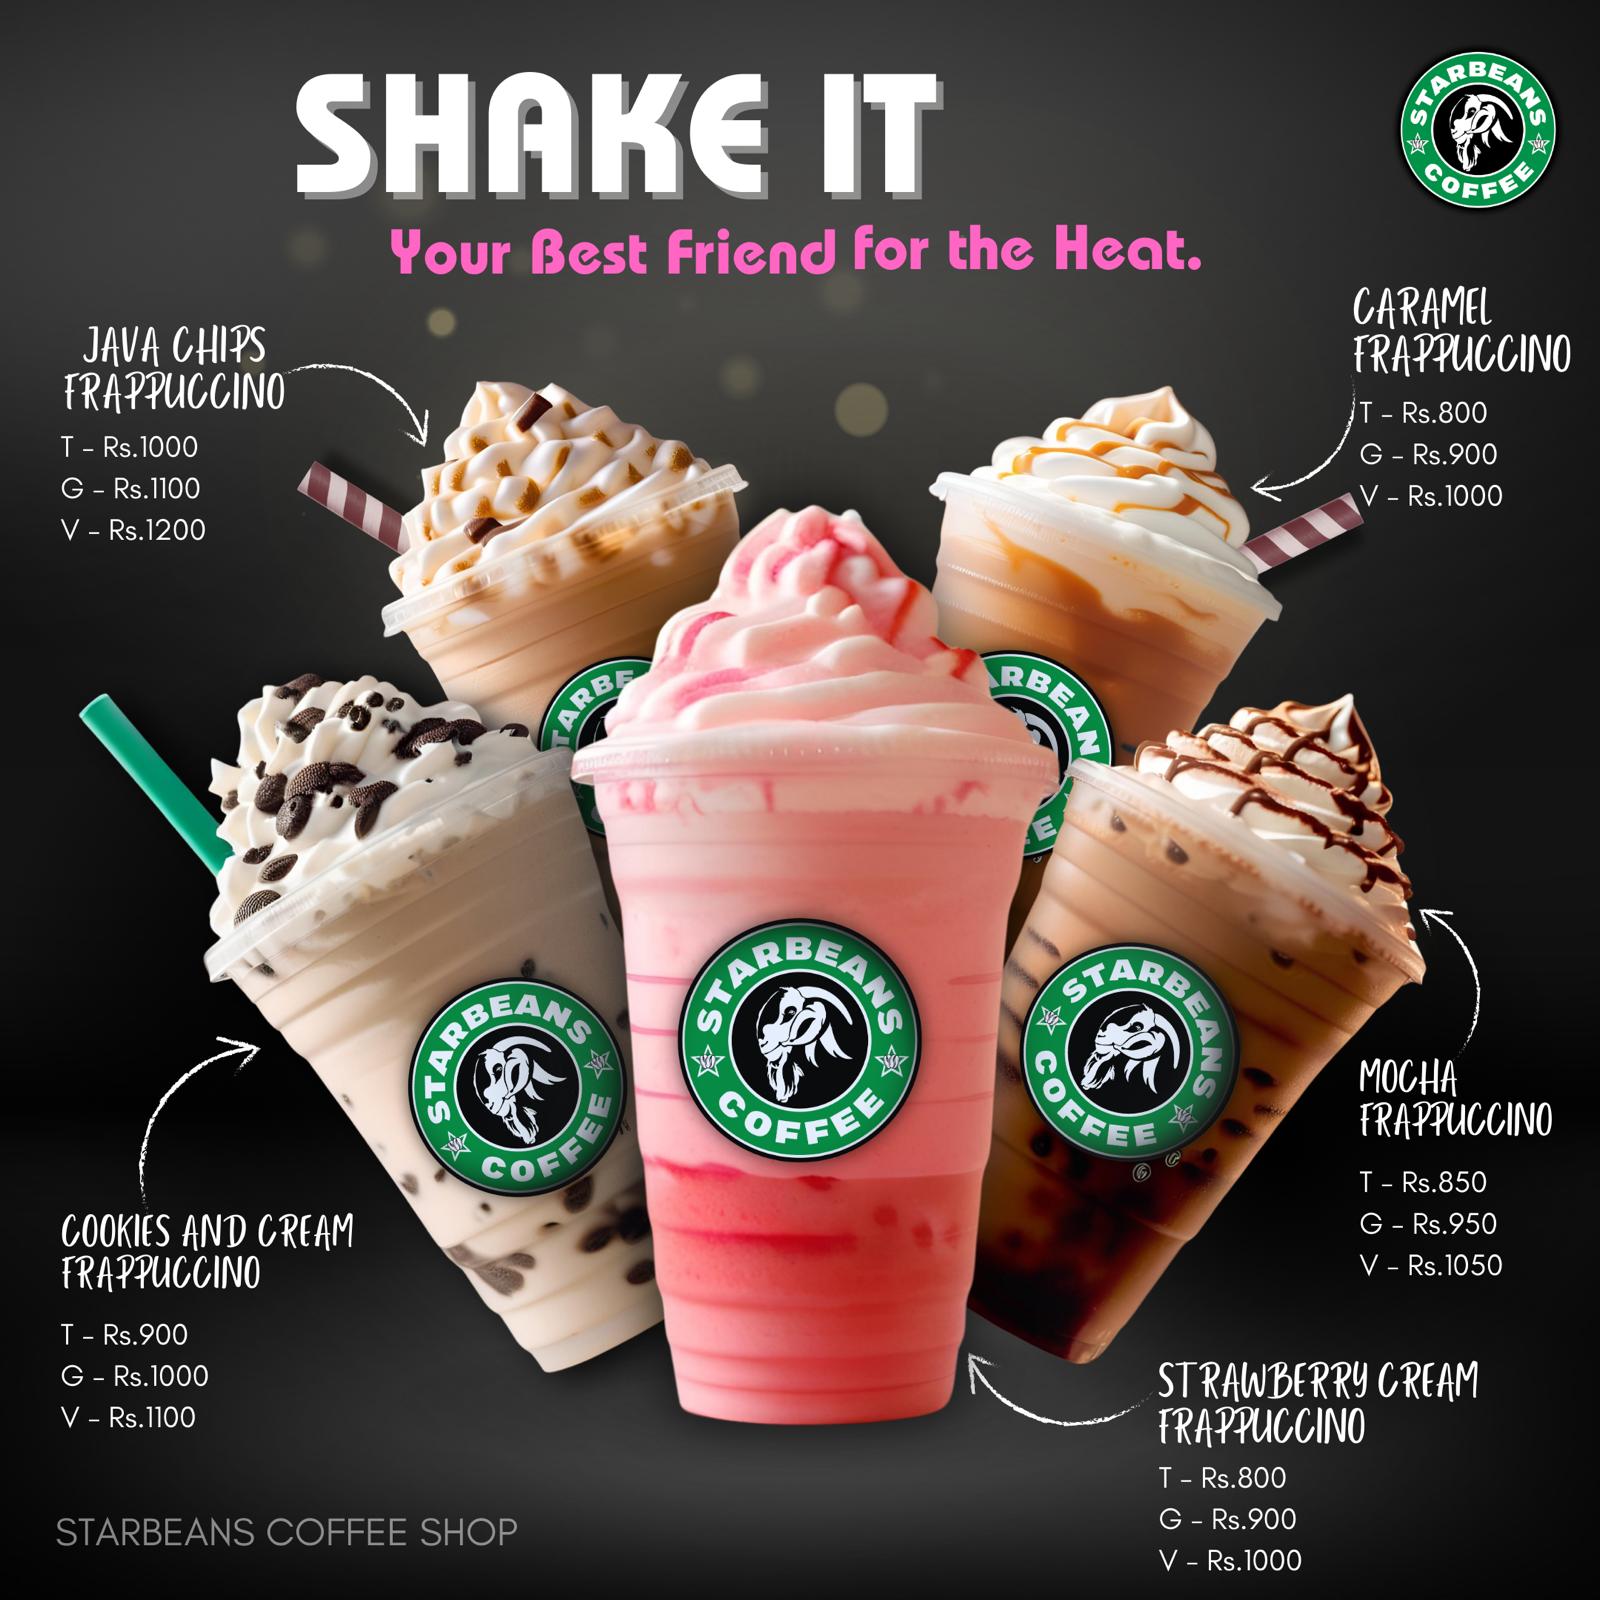 SHAKE IT
Your Best Friend for the Heat.
STARBEANS
COFFEE
JAVA CHIPS
FRAPPUCCINO
T – Rs.1000
G – Rs.1100
V – Rs.1200
CARAMEL
FRAPPUCCINO
T – Rs.800
G – Rs.900
V – Rs.1000
STARBEANS
COFFEE
STARBEANS
COFFEE
STARBEANS
COFFEE
MOCHA
FRAPPUCCINO
T – Rs.850
G – Rs.950
V – Rs.1050
COOKIES AND CREAM
FRAPPUCCINO
T – Rs.900
G – Rs.1000
V – Rs.1100
STRAWBERRY CREAM
FRAPPUCCINO
T – Rs.800
G – Rs.900
V – Rs.1000
STARBEANS COFFEE SHOP